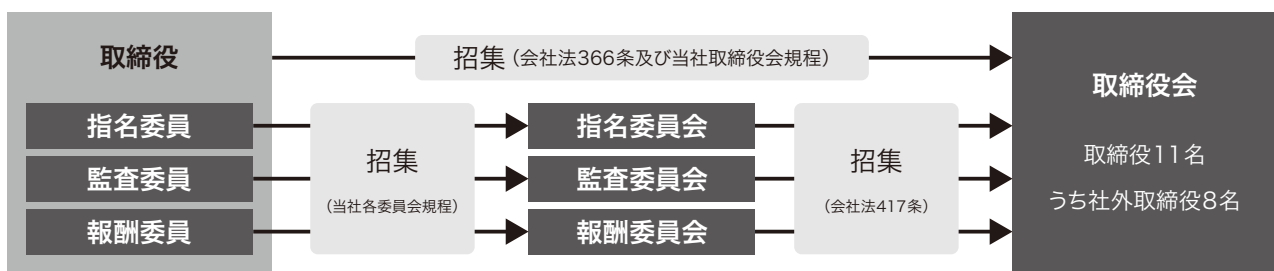 取締役
招集（会社法366条及び当社取締役会規程）
指名委員
監査委員
報酬委員
招集
（当社各委員会規程）
指名委員会
監査委員会
報酬委員会
招集
（会社法417条）
取締役会
取締役11名
うち社外取締役8名